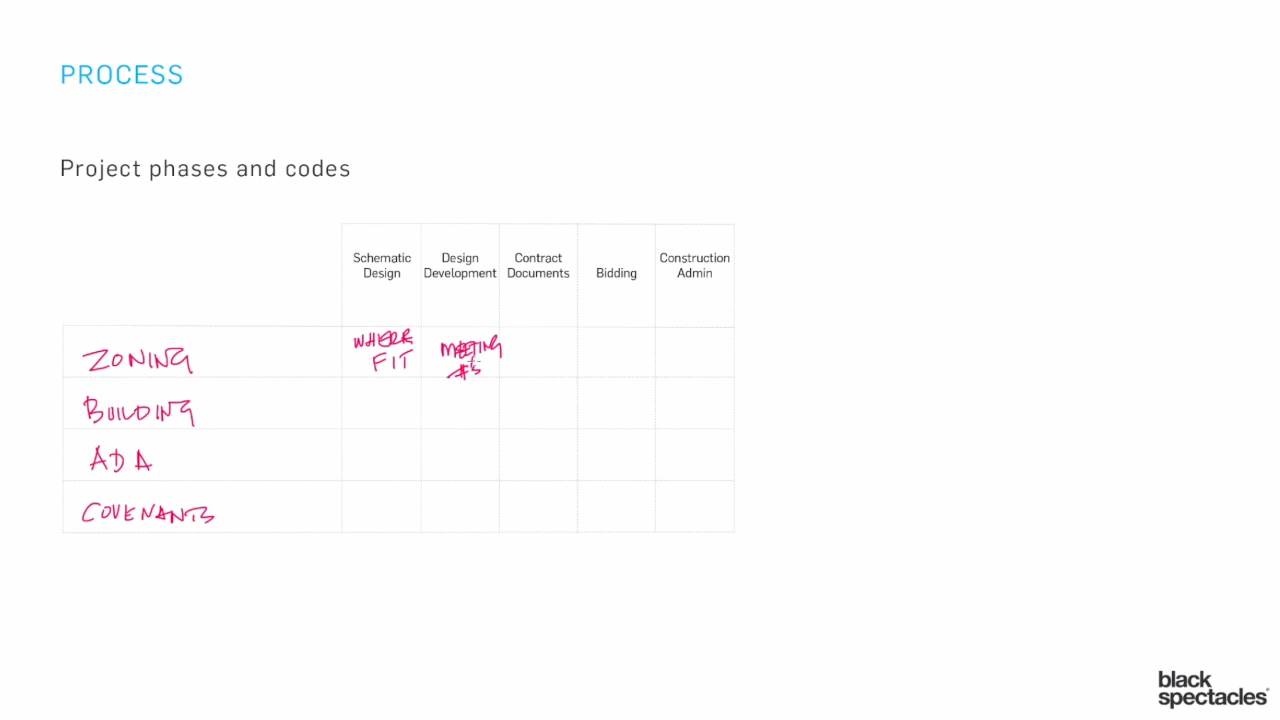 PROCESS
Project phases and codes
Schematic Design
Design Development
Contract Documents
Bidding
Construction Admin
ZONING
WHERE
FIT
MEETING
#s
BUILDING
ADA
COVENANTS
black
spectacles